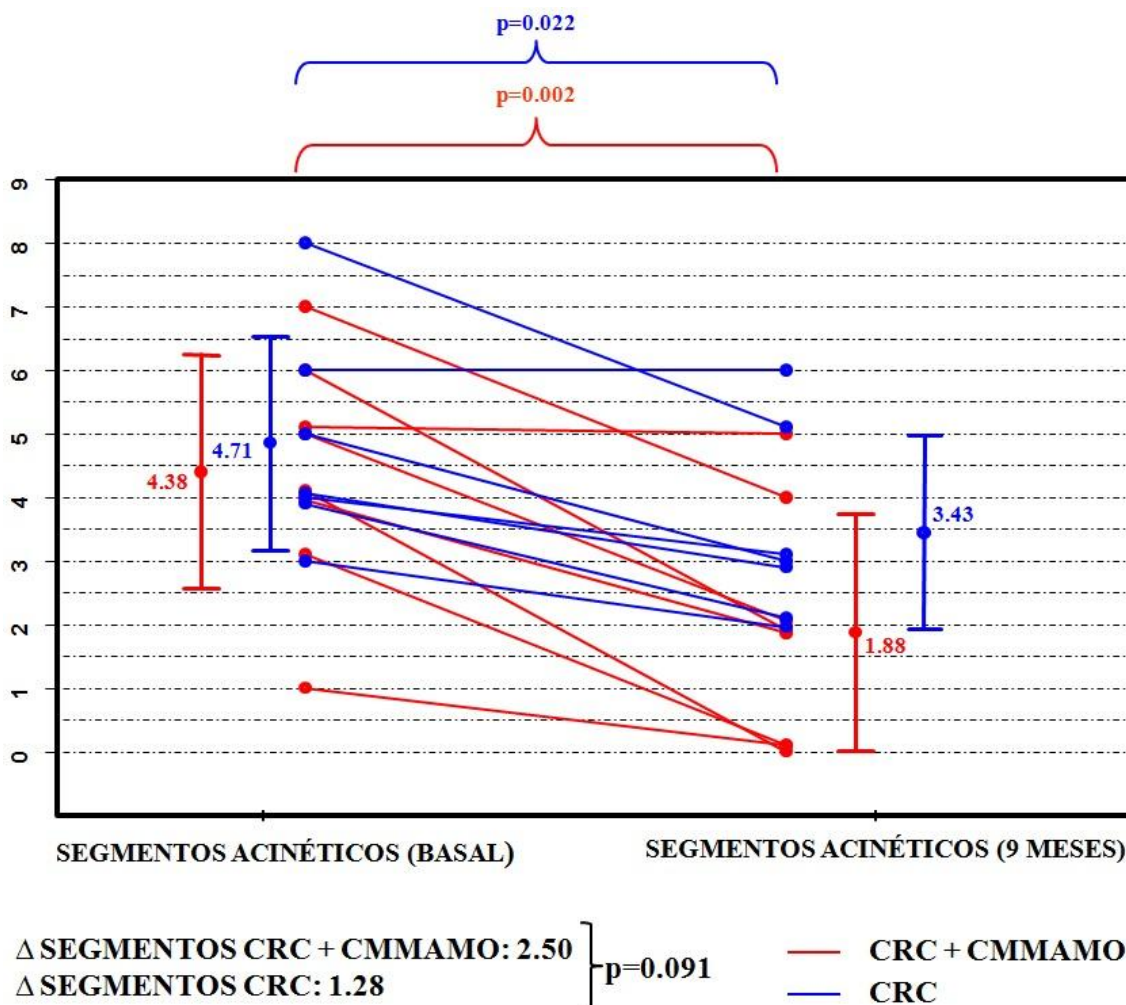 p=0.022
p=0.002
9
8
7
6
5
4
3
2
1
0
4.38
4.71
3.43
1.88
SEGMENTOS ACINÉTICOS (BASAL)
SEGMENTOS ACINÉTICOS (9 MESES)
Δ SEGMENTOS CRC + CMMAMO: 2.50
Δ SEGMENTOS CRC: 1.28
p=0.091
CRC + CMMAMO
CRC